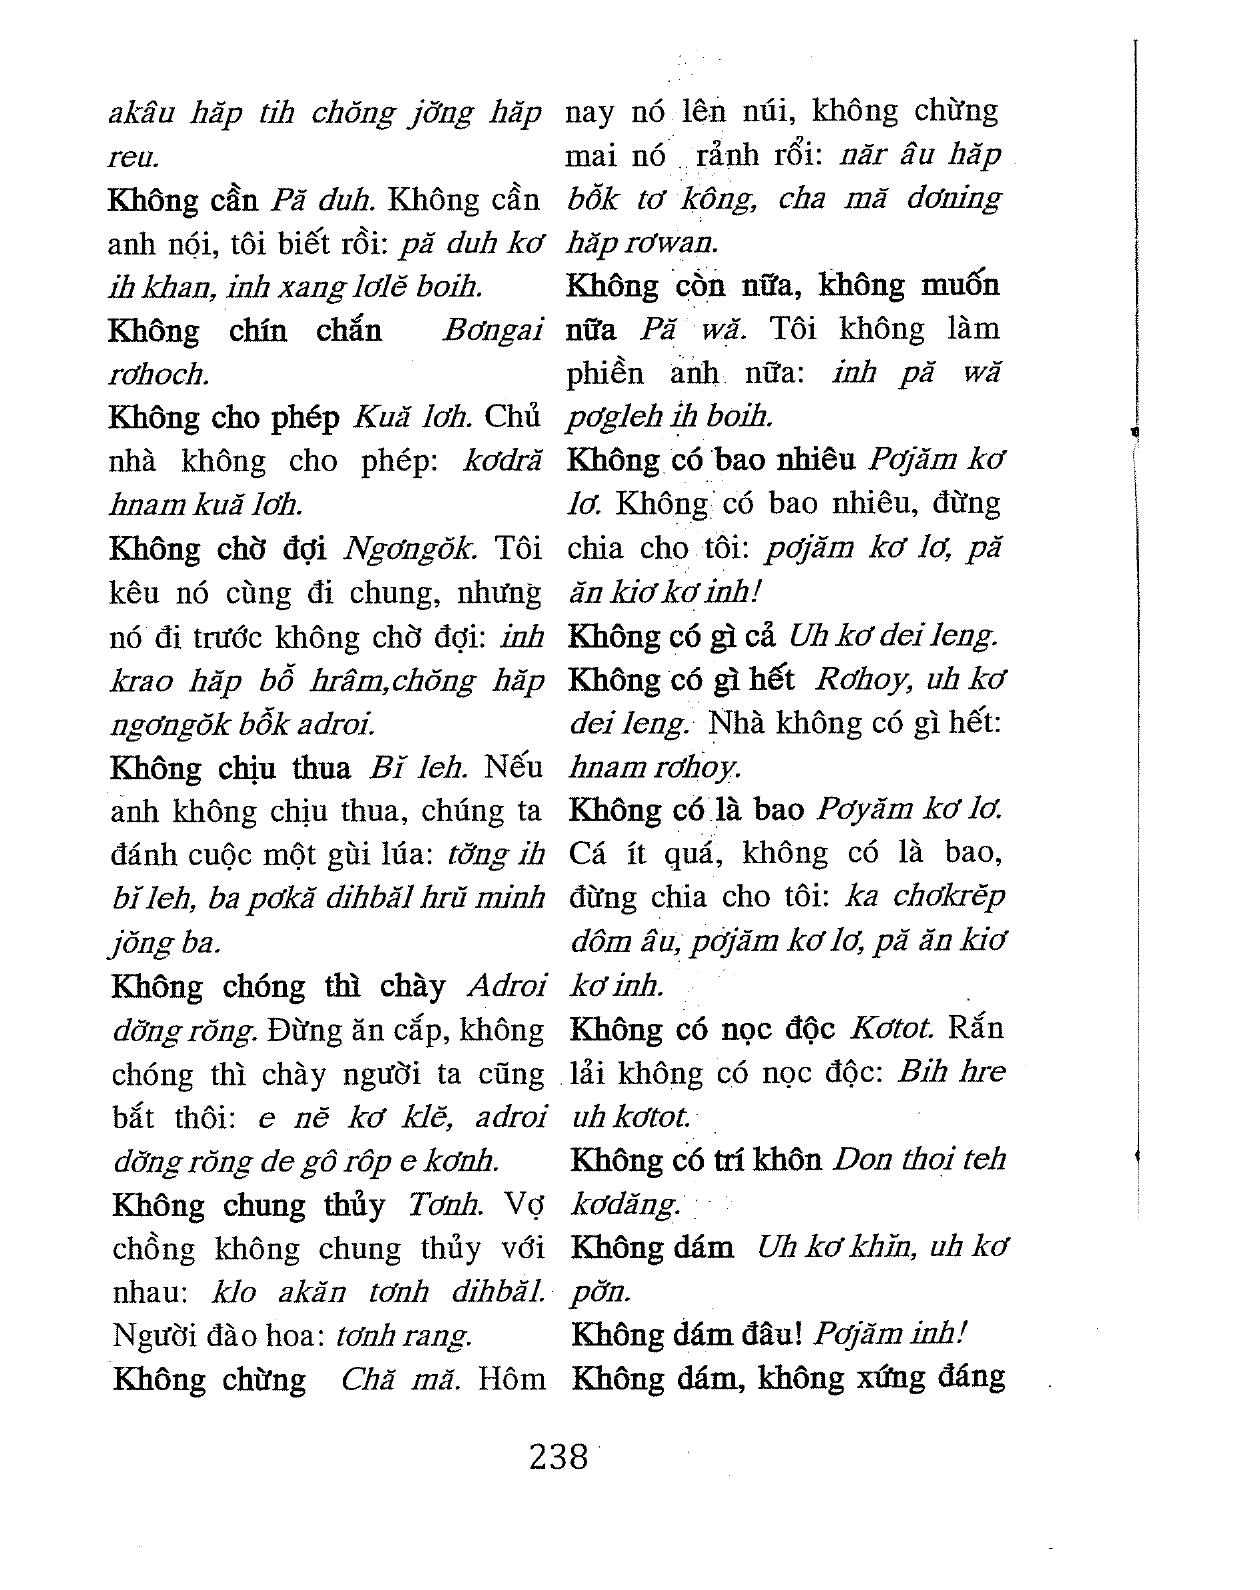 akâu hăp tih chŏng jơ̆ng hăp
reu.
Không cần Pă duh. Không cần
anh nói, tôi biết rồi: pă duh kơ
ih khan, inh xang lơlĕ boih.
Không chín chắn Bơngai
rơhoch.
Không cho phép Kuă lơh. Chủ
nhà không cho phép: kơdră
hnam kuă lơh.
Không chờ đợi Ngơngŏk. Tôi
kêu nó cùng đi chung, nhưng
nó đi trước không chờ đợi: inh
krao hăp bô̆ hrâm,chŏng hăp
ngơngŏk bô̆k adroi.
Không chịu thua Bĭ leh. Nếu
anh không chịu thua, chúng ta
đánh cuộc một gùi lúa: tơ̆ng ih
bĭ leh, ba pơkă dihbăl hrŭ minh
jŏng ba.
Không chóng thì chày Adroi
dơ̆ng rŏng. Đừng ăn cắp, không
chóng thì chày người ta cũng
bắt thôi: e nĕ kơ klĕ, adroi
dơ̆ng rŏng de gô rôp e kơnh.
Không chung thủy Tơnh. Vợ
chồng không chung thủy với
nhau: klo akăn tơnh dihbăl.
Người đào hoa: tơnh rang.
Không chừng Chă mă. Hôm
nay nó lên núi, không chừng
mai nó rảnh rổi: năr âu hăp
bô̆k tơ kông, cha mă dơning
hăp rơwan.
Không còn nữa, không muốn
nữa Pă wă. Tôi không làm
phiền anh nữa: inh pă wă
pơgleh ih boih.
Không có bao nhiêu Pơjăm kơ
lơ. Không có bao nhiêu, đừng
chia cho tôi: pơjăm kơ lơ, pă
ăn kiơ kơ inh!
Không có gì cả Uh kơ dei leng.
Không có gì hết Rơhoy, uh kơ
dei leng. Nhà không có gì hết:
hnam rơhoy.
Không có là bao Pơyăm kơ lơ.
Cá ít quá, không có là bao,
đừng chia cho tôi: ka chơkrĕp
dôm âu, pơjăm kơ lơ, pă ăn kiơ
kơ inh.
Không có nọc độc Kơtot. Rắn
lải không có nọc độc: Bih hre
uh kơtot.
Không có trí khôn Don thoi teh
kơdăng.
Không dám Uh kơ khĭn, uh kơ
pơ̆n.
Không dám đâu! Pơjăm inh!
Không dám, không xứng đáng
238